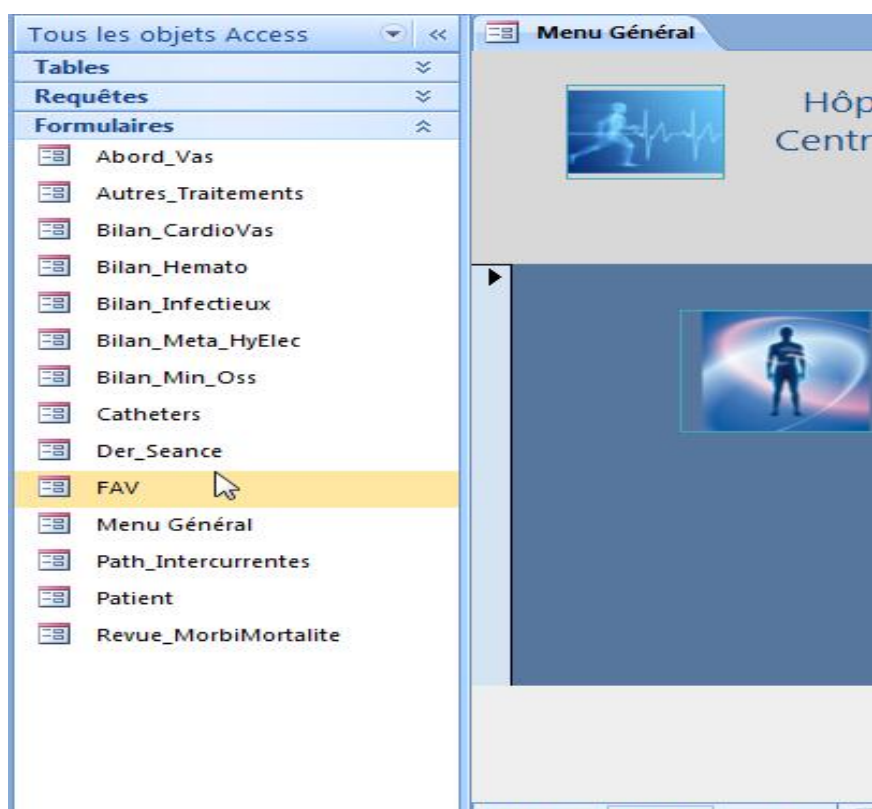 Tous les objets Access
Tables
Requêtes
Formulaires
Abord_Vas
Autres_Traitements
Bilan_CardioVas
Bilan_Hemato
Bilan_Infectieux
Bilan_Meta_HyElec
Bilan_Min_Oss
Catheters
Der_Seance
FAV
Menu Général
Path_Intercurrentes
Patient
Revue_MorbiMortalite
Menu Général
Hôp
Centr